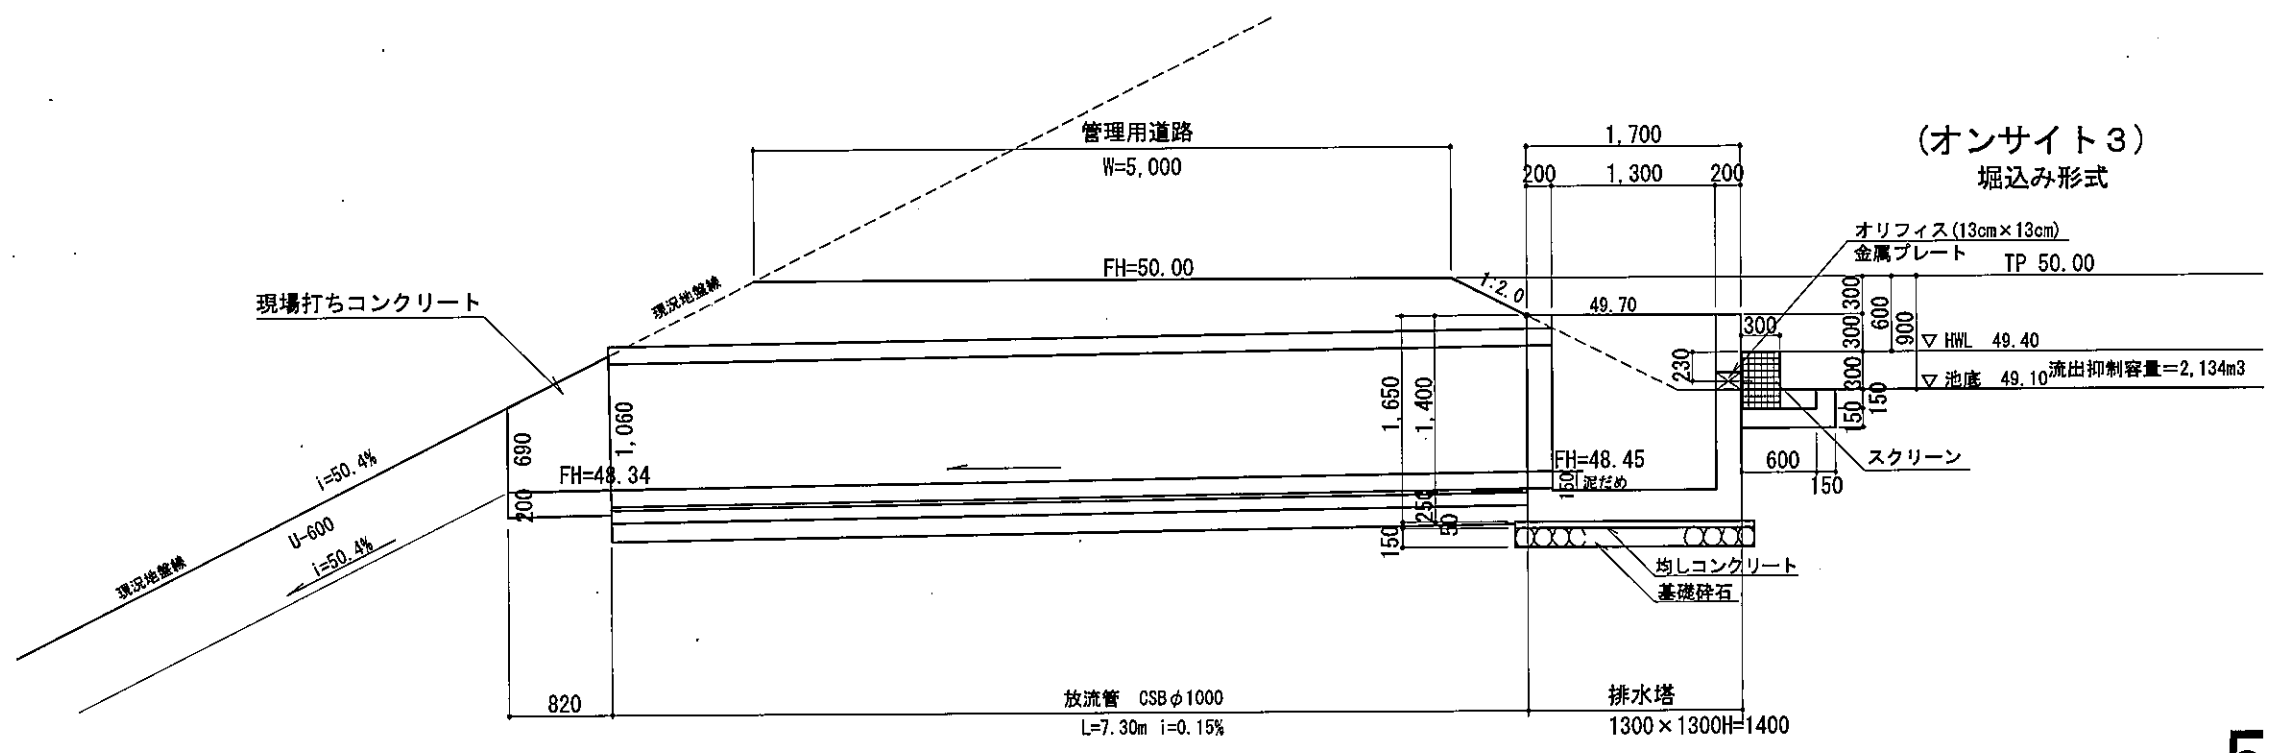 管理用道路
W=5,000
1,700
200
1,300
200
(オンサイト3)
堀込み形式
オリフィス(13cm×13cm)
金属プレート
TP 50.00
FH=50.00
1:2.0
49.70
現況地盤線
現場打ちコンクリート
300
300
300
300
600
900
▽ HWL 49.40
230
流出抑制容量=2,134m3
▽ 池底 49.10
150
150
1,060
1,650
1,400
690
i=50.4%
FH=48.34
FH=48.45
600
スクリーン
150
150
泥だめ
200
250
50
150
U-600
i=50.4%
現況地盤線
均しコンクリート
基礎砕石
820
放流管 CSBφ1000
L=7.30m i=0.15%
排水塔
1300×1300H=1400